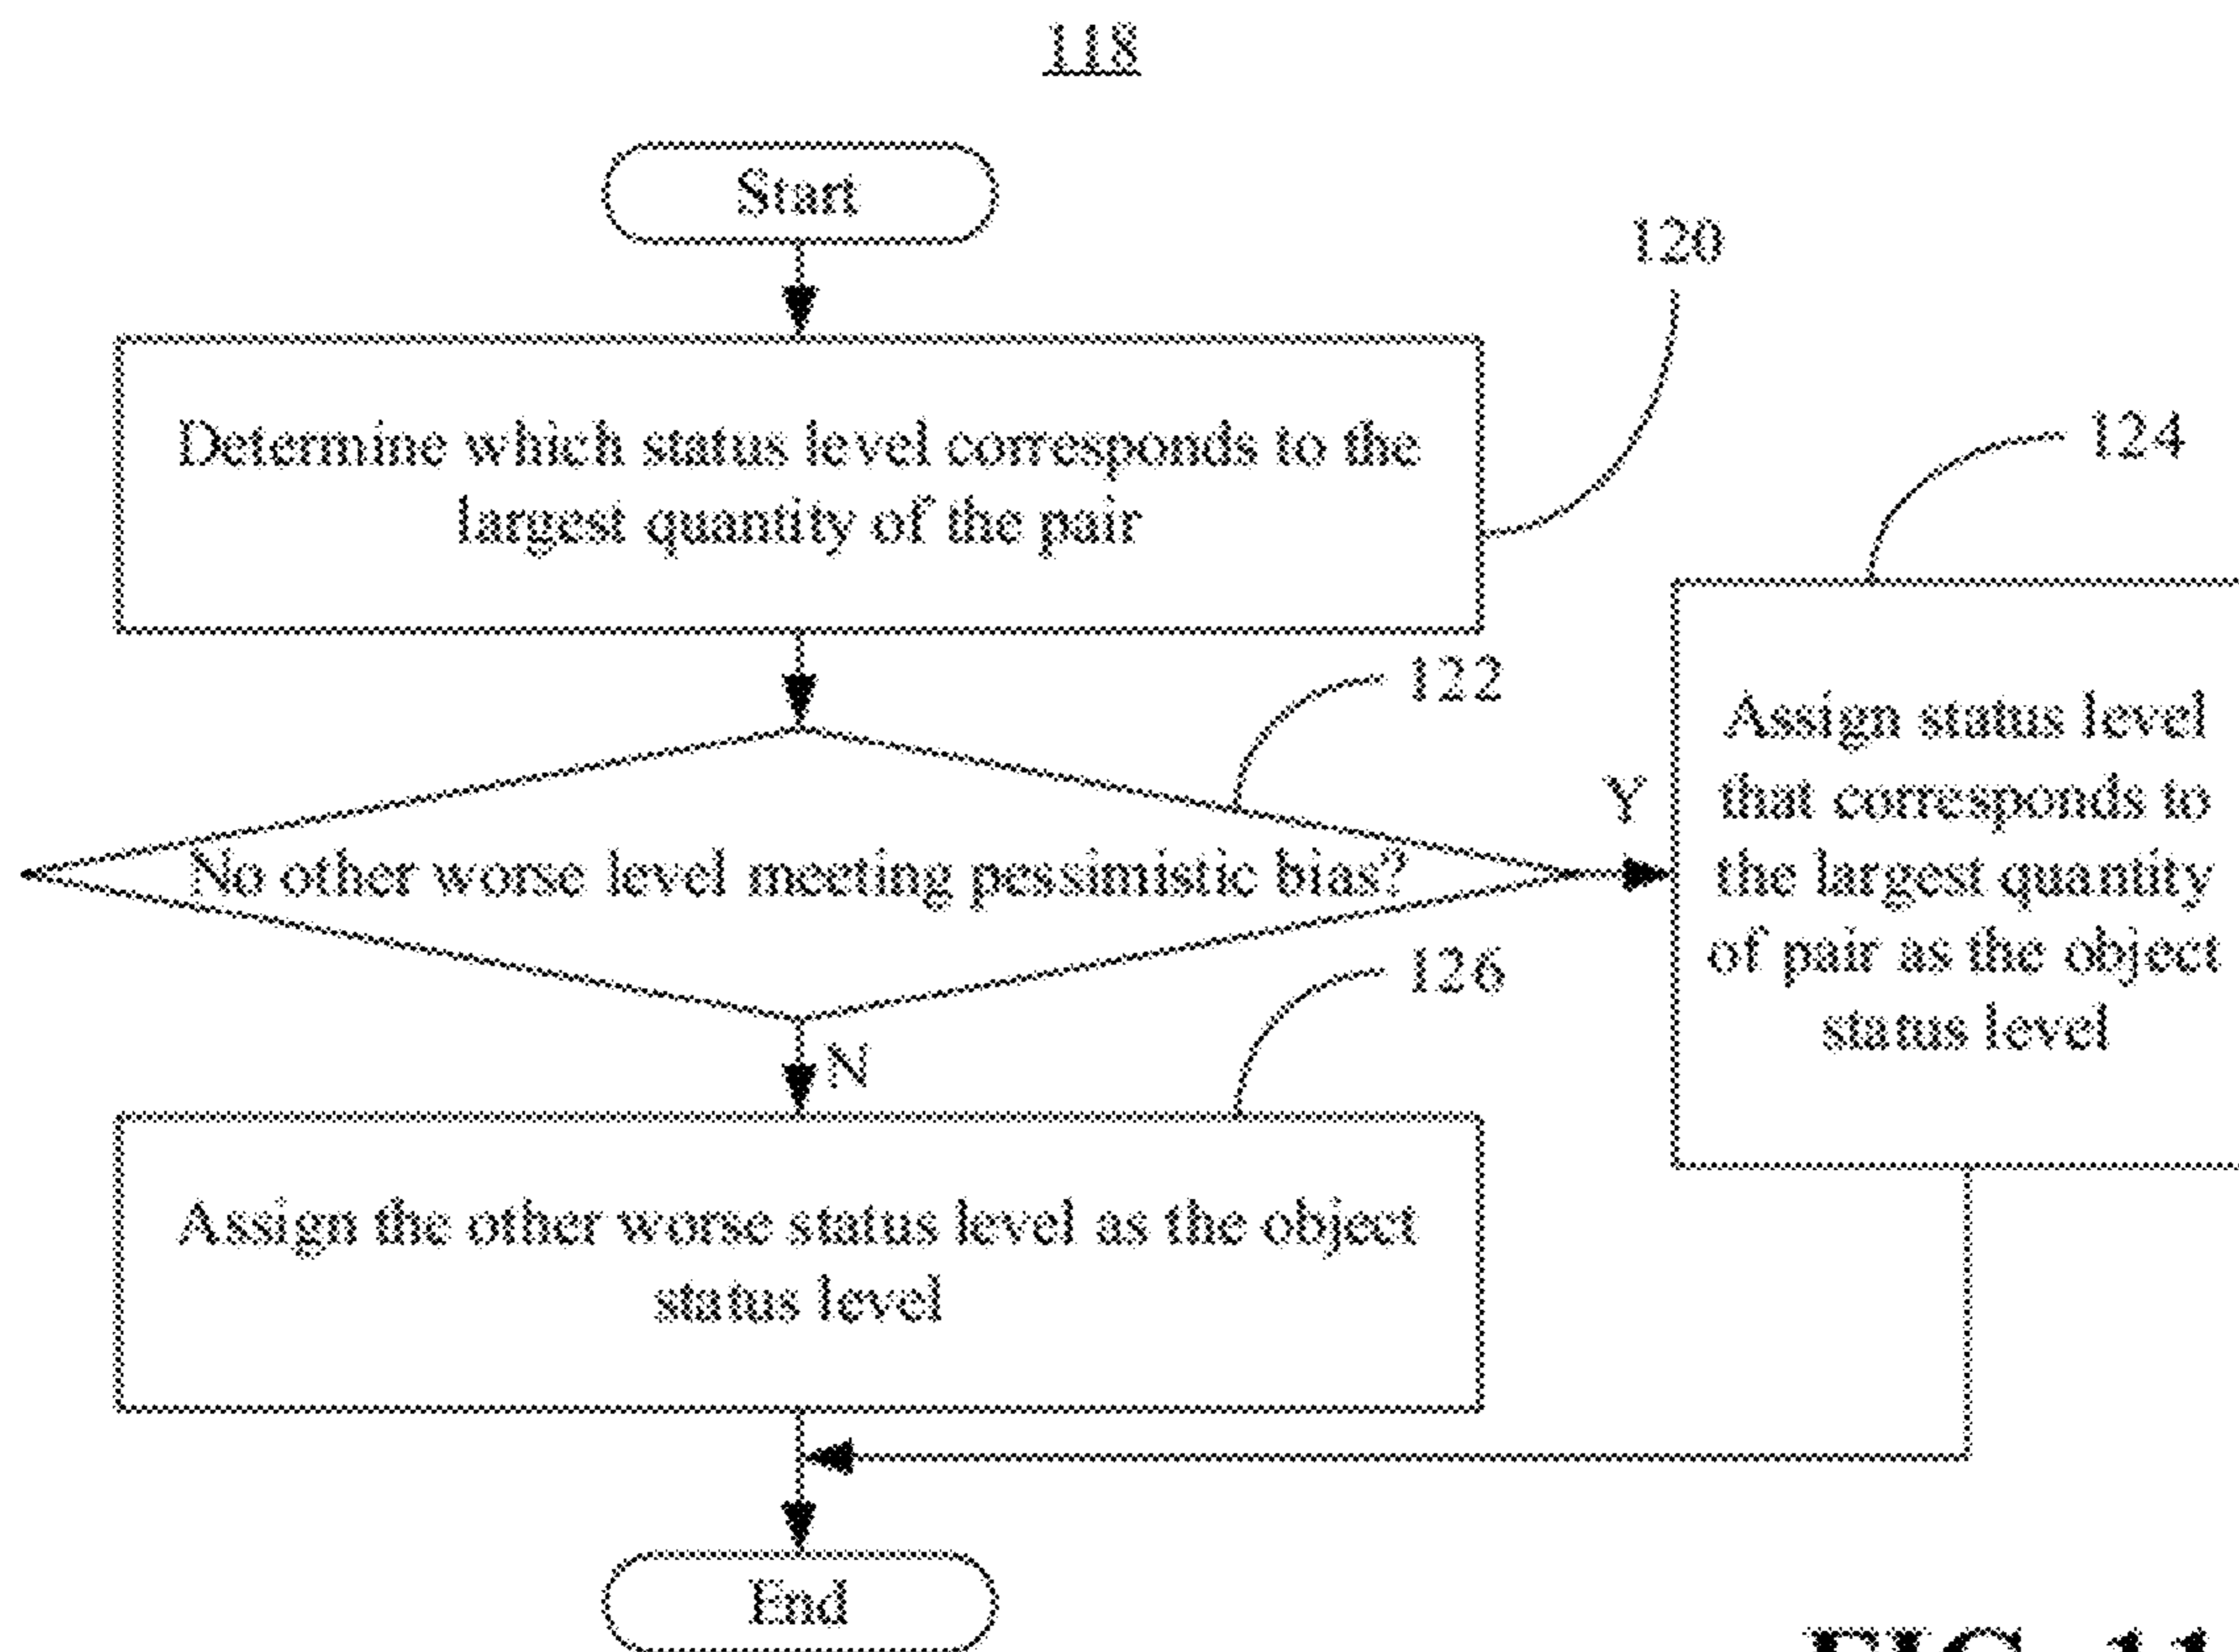 118
Start
120
Determine which status level corresponds to the
largest quantity of the pair
124
122
Assign status level
that corresponds to
the largest quantity
of pair as the object
status level
Y
No other worse level meeting pessimistic bias?
126
N
Assign the other worse status level as the object
status level
End
FIG. 11